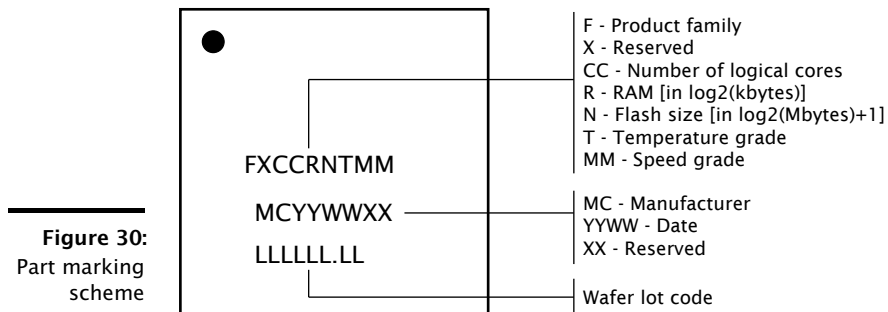 F - Product family
X - Reserved
CC - Number of logical cores
R - RAM [in log2(kbytes)]
N - Flash size [in log2(Mbytes)+1]
T - Temperature grade
MM - Speed grade
FXCCRNTMM
MCYYWWXX
MC - Manufacturer
YYWW - Date
XX - Reserved
LLLLLL.LL
Wafer lot code
Figure 30:
Part marking
scheme